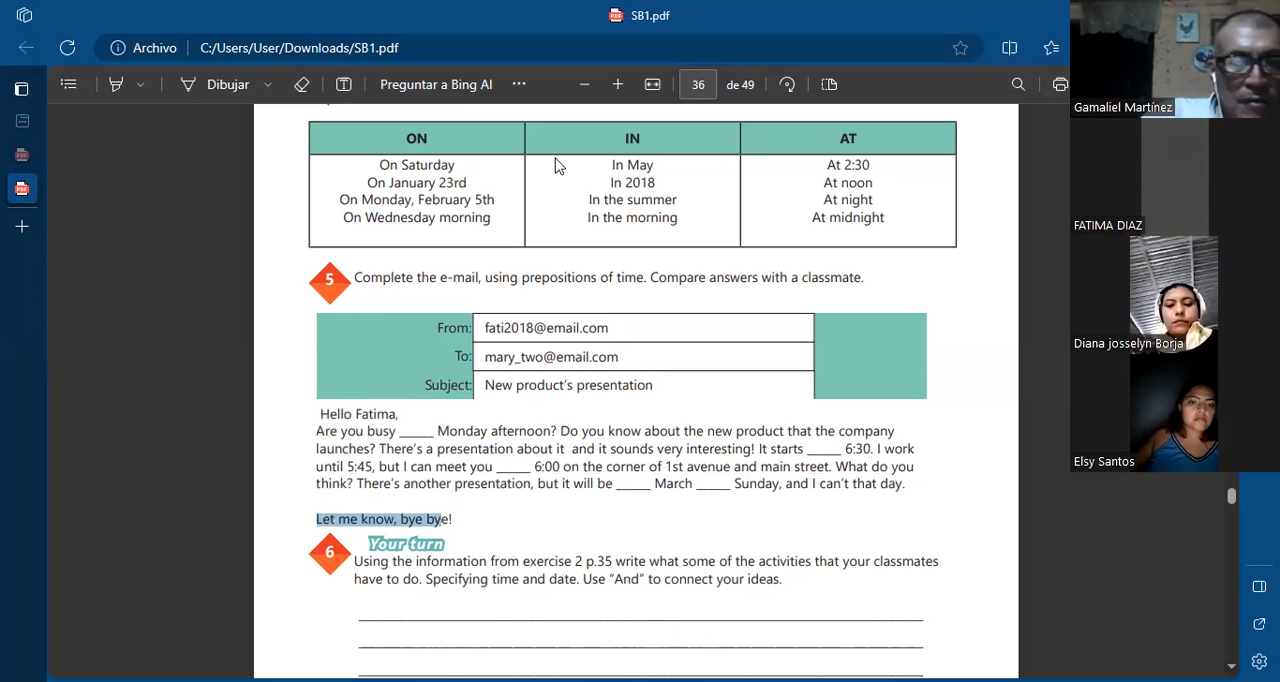 SB1.pdf
Archivo
C:/Users/User/Downloads/SB1.pdf
Dibujar
Preguntar a Bing AI
36
de 49
ON
IN
AT
On Saturday
In May
At 2:30
On January 23rd
In 2018
At noon
On Monday, February 5th
In the summer
At night
On Wednesday morning
In the morning
At midnight
5
Complete the e-mail, using prepositions of time. Compare answers with a classmate.
From:
fati2018@email.com
To:
mary_two@email.com
Subject:
New product's presentation
Hello Fatima,
Are you busy _____ Monday afternoon? Do you know about the new product that the company
launches? There's a presentation about it and it sounds very interesting! It starts _____ 6:30. I work
until 5:45, but I can meet you _____ 6:00 on the corner of 1st avenue and main street. What do you
think? There's another presentation, but it will be _____ March _____ Sunday, and I can't that day.
Let me know, bye bye!
6
Your turn
Using the information from exercise 2 p.35 write what some of the activities that your classmates
have to do. Specifying time and date. Use "And" to connect your ideas.
Gamaliel Martínez
FATIMA DIAZ
Diana josselyn Borja
Elsy Santos